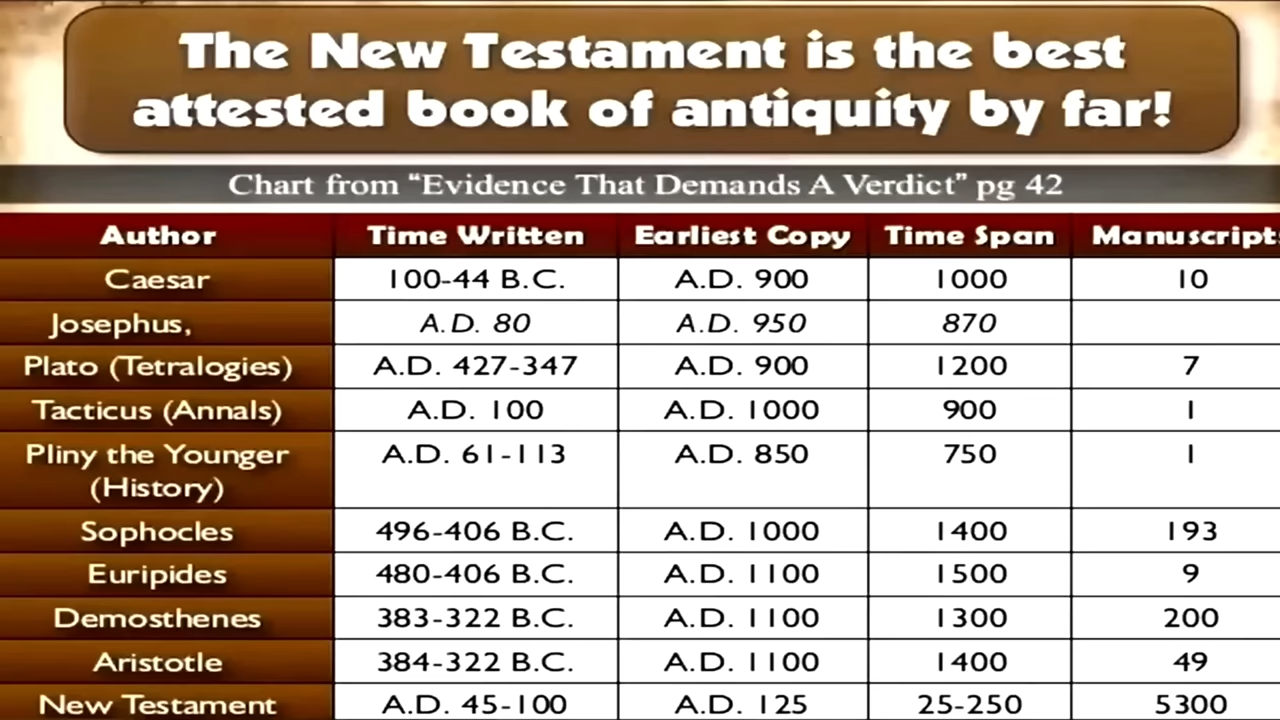 The New Testament is the best
attested book of antiquity by far!
Chart from “Evidence That Demands A Verdict” pg 42
Author Time Written Earliest Copy Time Span Manuscripts
Caesar 100-44 B.C. A.D. 900 1000 10
Josephus, A.D. 80 A.D. 950 870
Plato (Tetralogies) A.D. 427-347 A.D. 900 1200 7
Tacticus (Annals) A.D. 100 A.D. 1000 900 1
Pliny the Younger A.D. 61-113 A.D. 850 750 1
(History)
Sophocles 496-406 B.C. A.D. 1000 1400 193
Euripides 480-406 B.C. A.D. 1100 1500 9
Demosthenes 383-322 B.C. A.D. 1100 1300 200
Aristotle 384-322 B.C. A.D. 1100 1400 49
New Testament A.D. 45-100 A.D. 125 25-250 5300